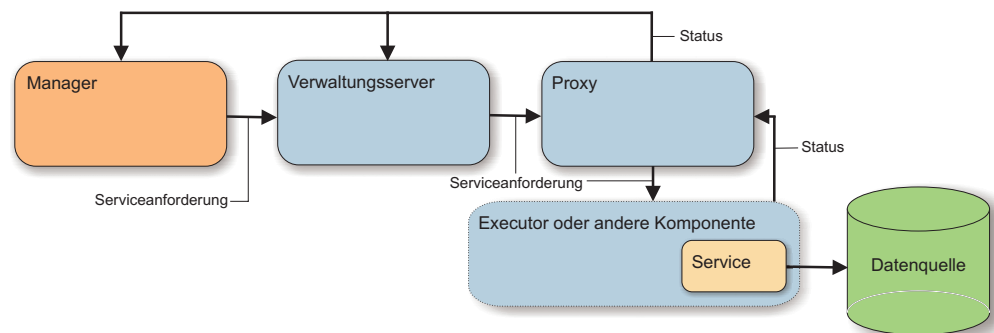 Status
Manager
Verwaltungsserver
Proxy
Status
Serviceanforderung
Serviceanforderung
Executor oder andere Komponente
Service
Datenquelle